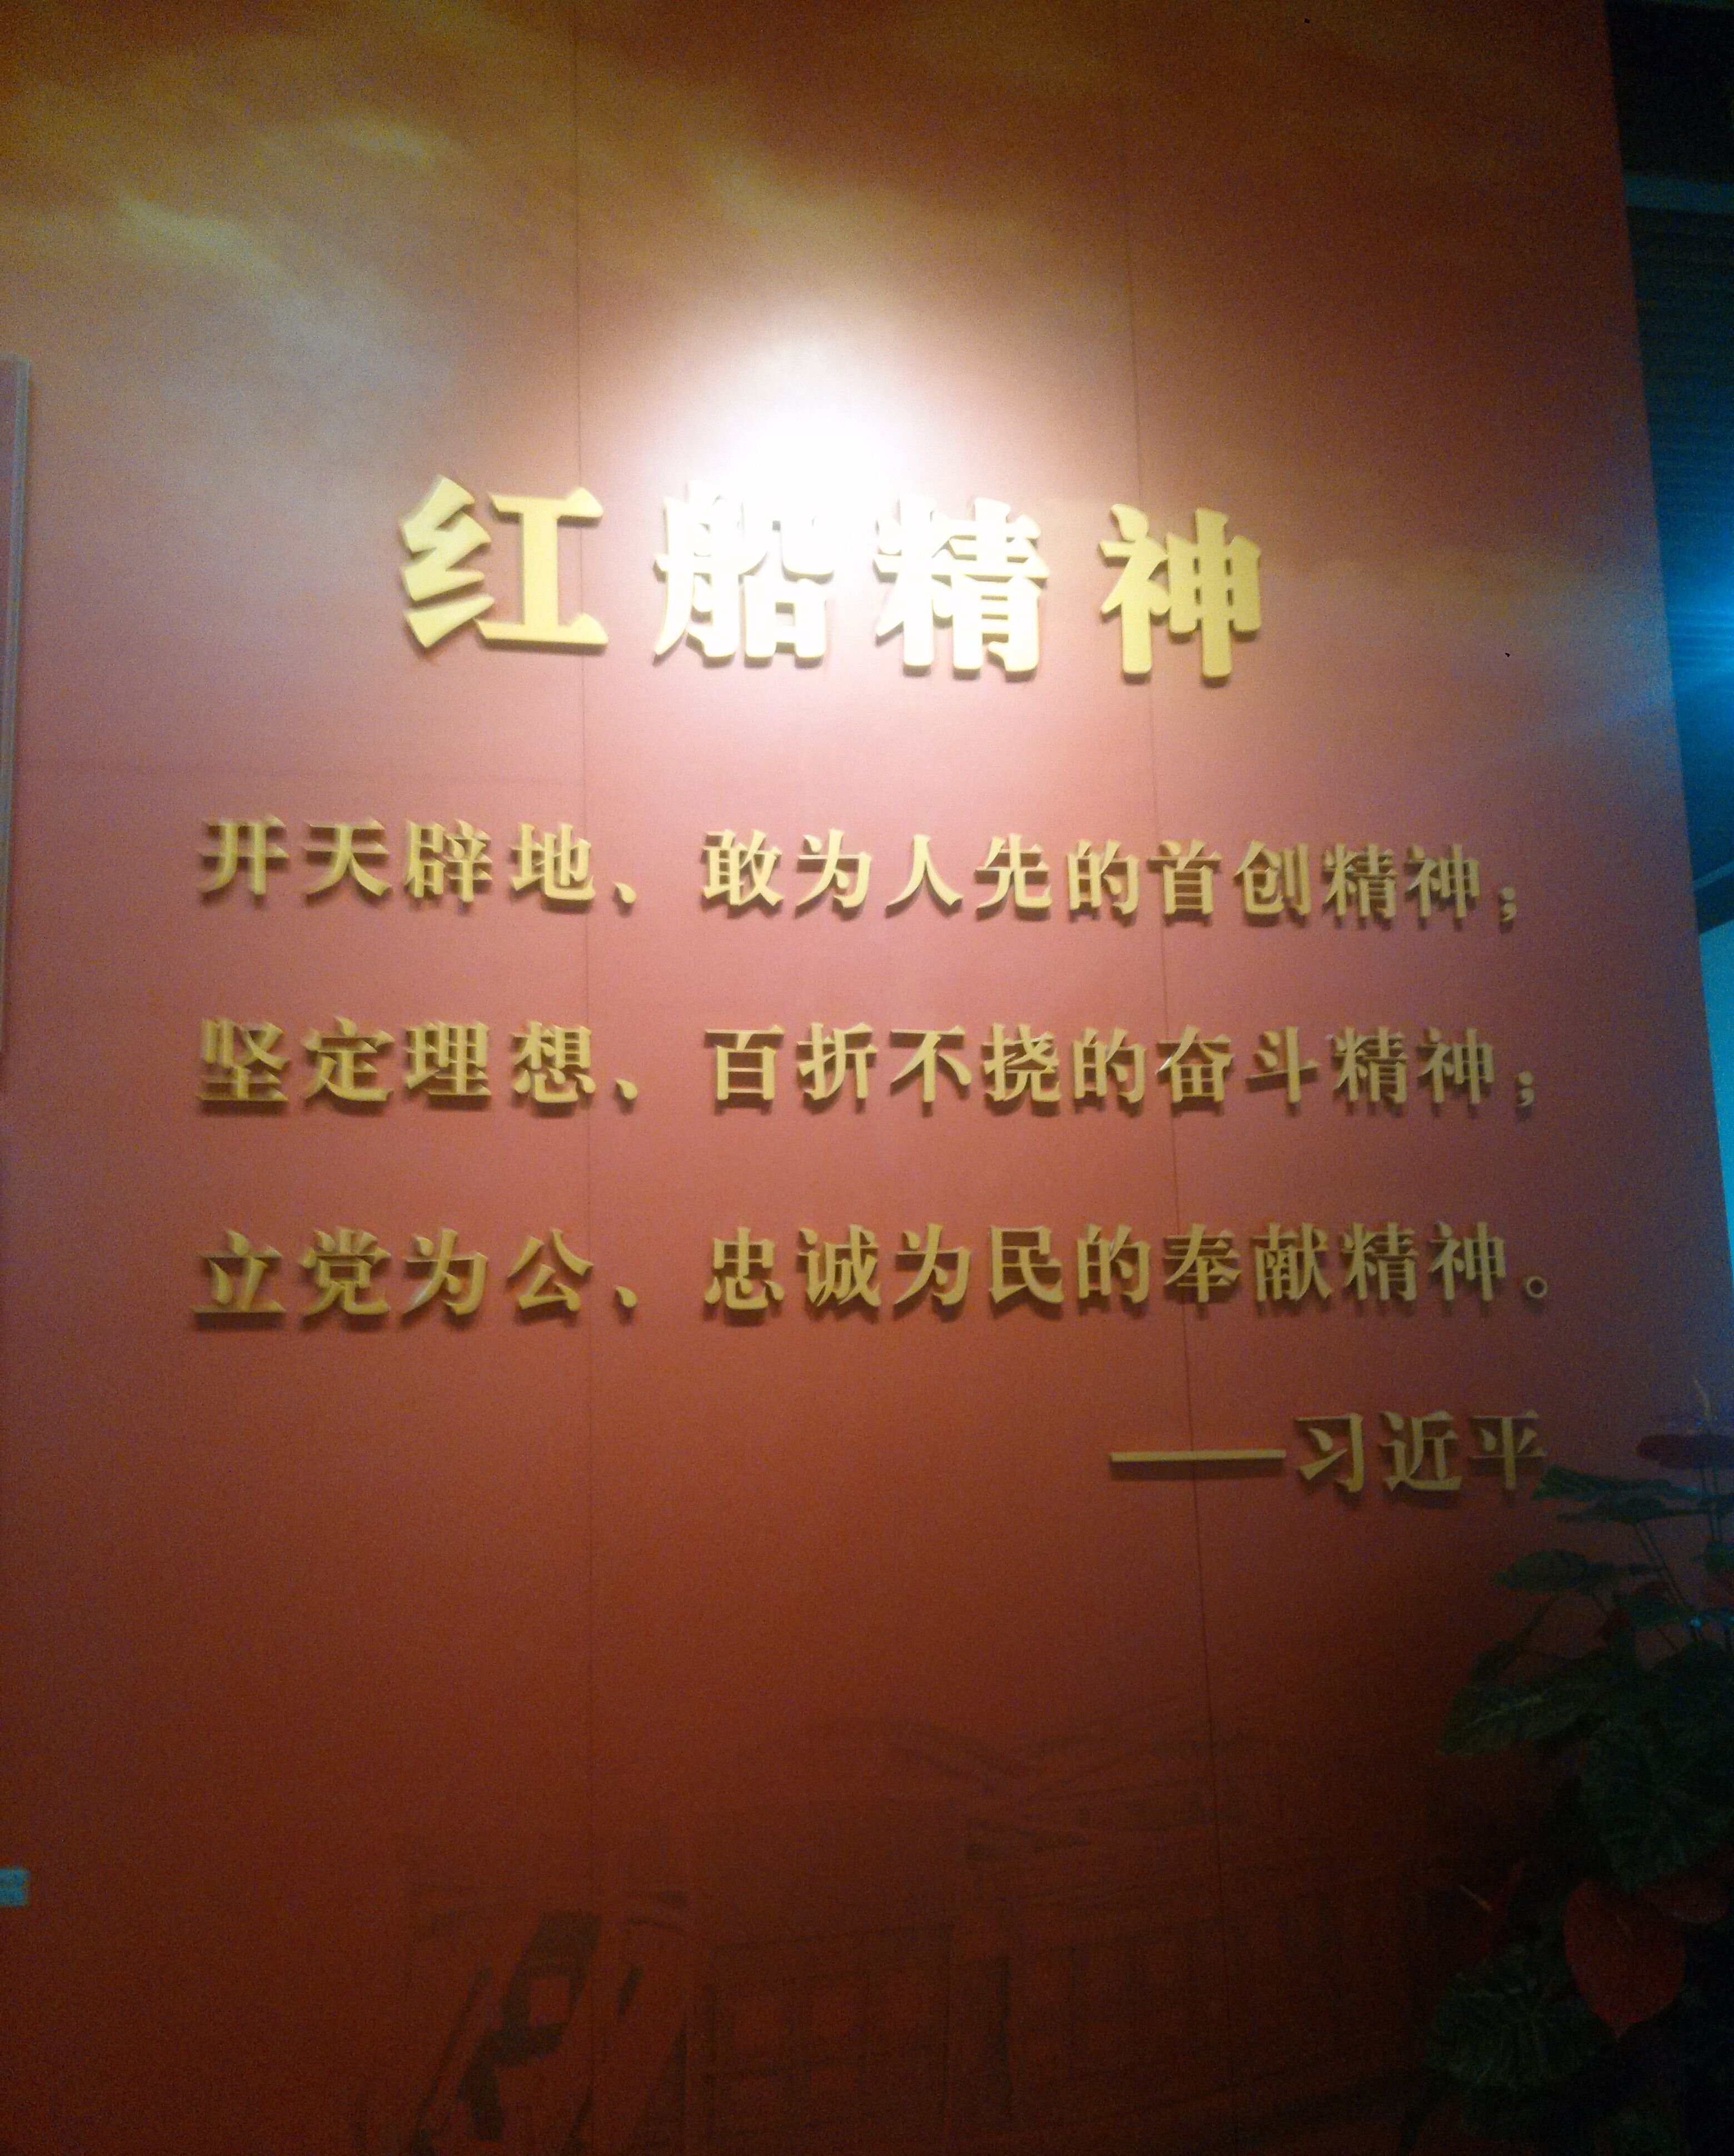 红船精神
开天辟地、敢为人先的首创精神；
坚定理想、百折不挠的奋斗精神；
立党为公、忠诚为民的奉献精神。
——习近平